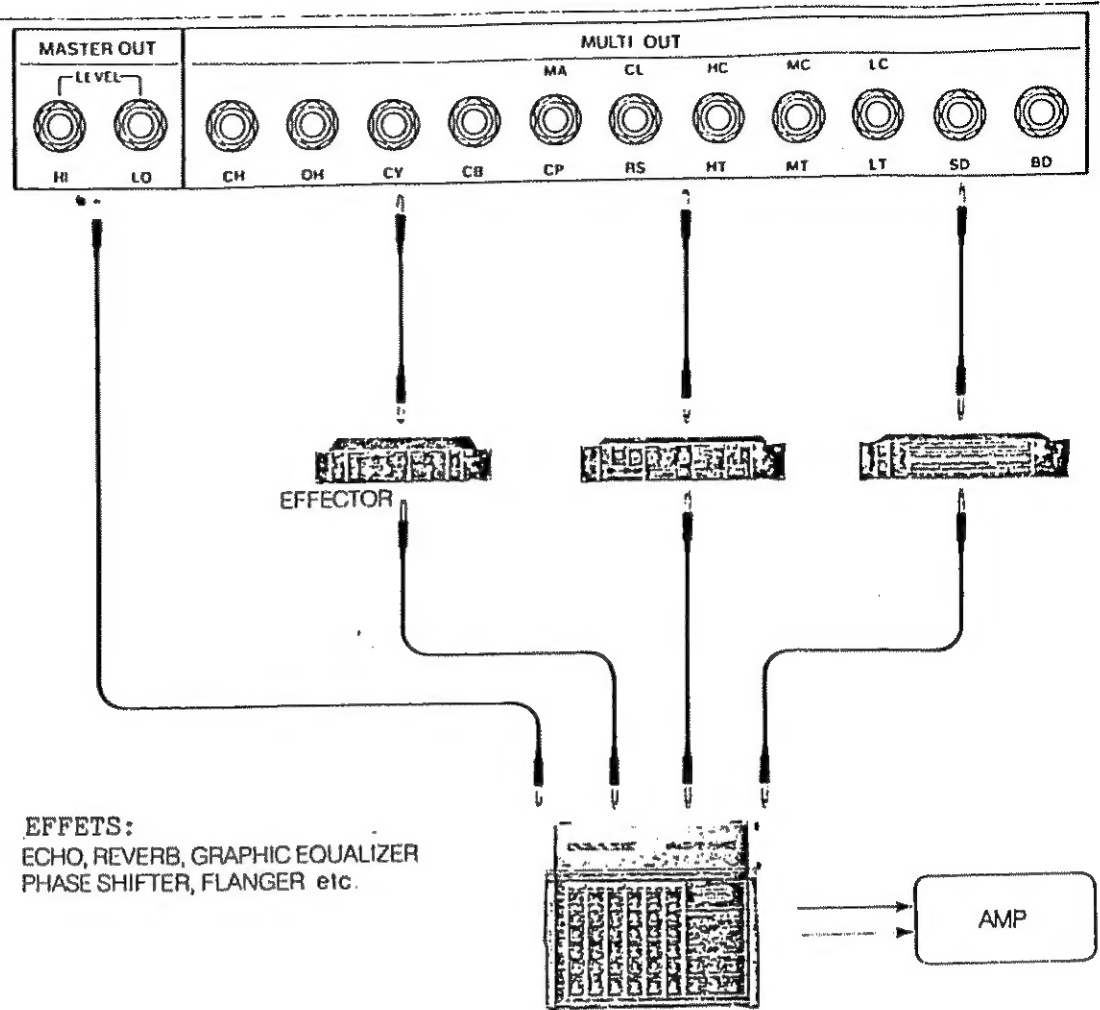 MASTER OUT
LEVEL
HI LO
MULTI OUT
MA CL HC MC LC
CH OH CY CB CP RS HT MT LT SD BD
EFFECTOR
EFFETS:
ECHO, REVERB, GRAPHIC EQUALIZER
PHASE SHIFTER, FLANGER etc.
AMP